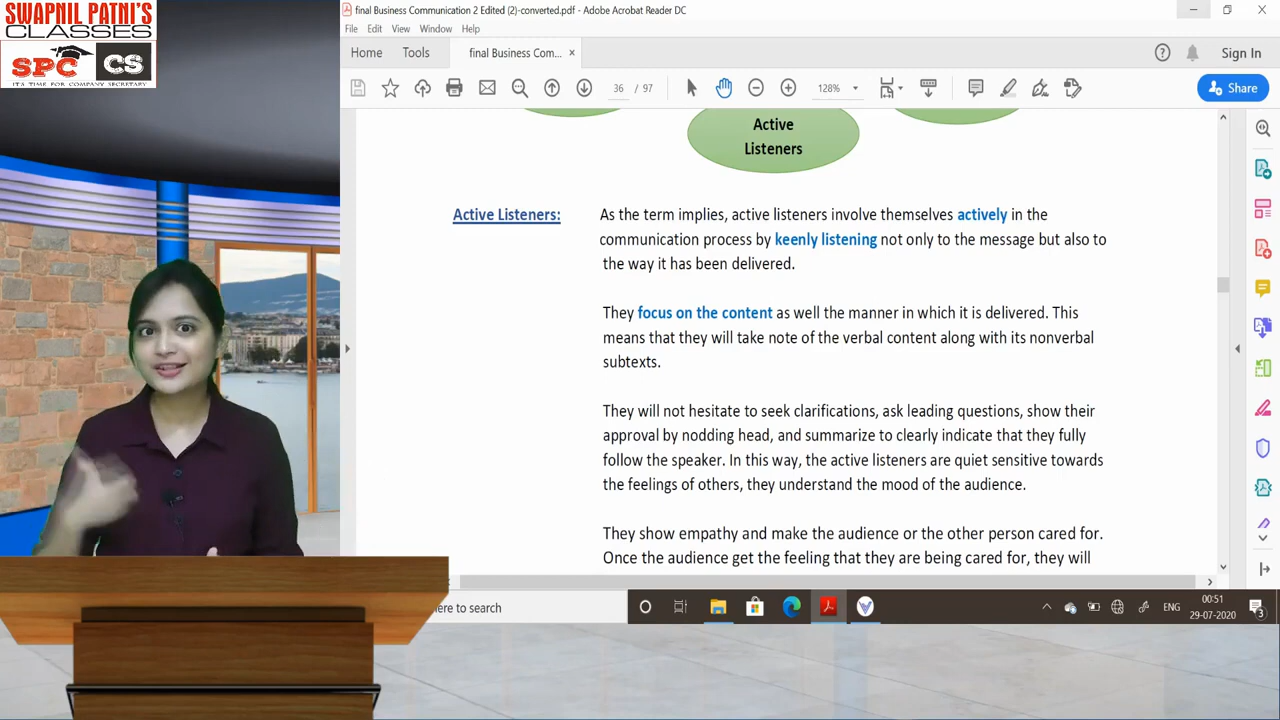 SWAPNIL PATNI'S
CLASSES
SPC CS
IT'S TIME FOR COMPANY SECRETARY
final Business Communication 2 Edited (2)-converted.pdf - Adobe Acrobat Reader DC
File Edit View Window Help
Home Tools final Business Com... × Sign In
36 / 97 128% Share
Active
Listeners
Active Listeners: As the term implies, active listeners involve themselves actively in the
communication process by keenly listening not only to the message but also to
the way it has been delivered.
They focus on the content as well the manner in which it is delivered. This
means that they will take note of the verbal content along with its nonverbal
subtexts.
They will not hesitate to seek clarifications, ask leading questions, show their
approval by nodding head, and summarize to clearly indicate that they fully
follow the speaker. In this way, the active listeners are quiet sensitive towards
the feelings of others, they understand the mood of the audience.
They show empathy and make the audience or the other person cared for.
Once the audience get the feeling that they are being cared for, they will
ere to search
ENG
00:51
29-07-2020
3